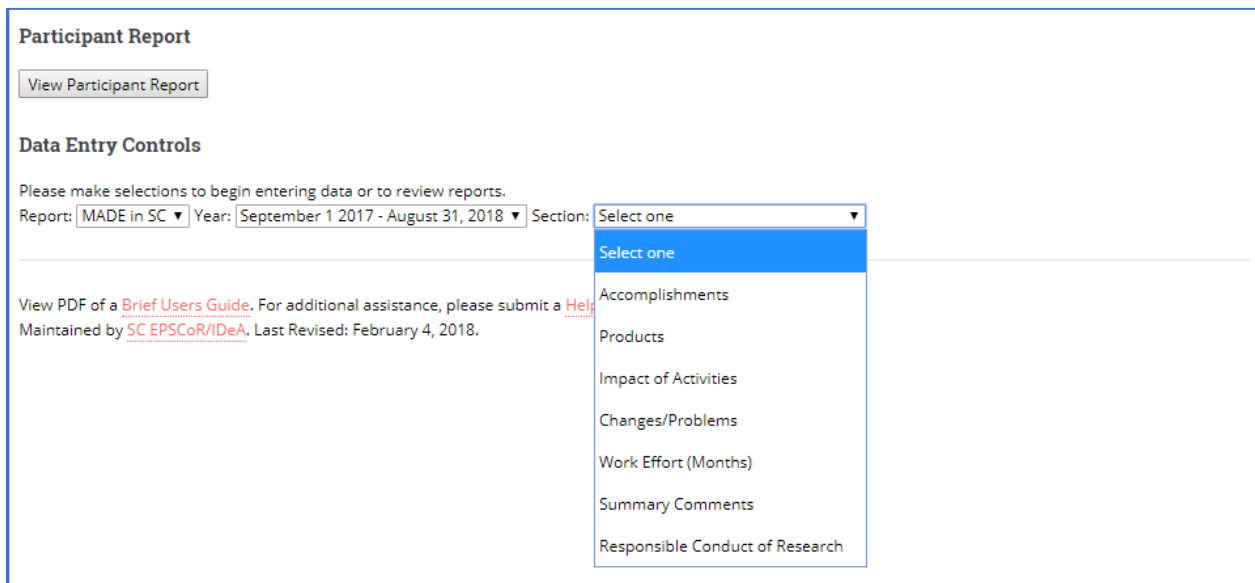 Participant Report
View Participant Report
Data Entry Controls
Please make selections to begin entering data or to review reports.
Report: MADE in SC ▼ Year: September 1 2017 - August 31, 2018 ▼ Section: Select one ▼
Select one
Accomplishments
Products
Impact of Activities
Changes/Problems
Work Effort (Months)
Summary Comments
Responsible Conduct of Research
View PDF of a Brief Users Guide. For additional assistance, please submit a
Maintained by SC EPSCoR/IDeA. Last Revised: February 4, 2018.